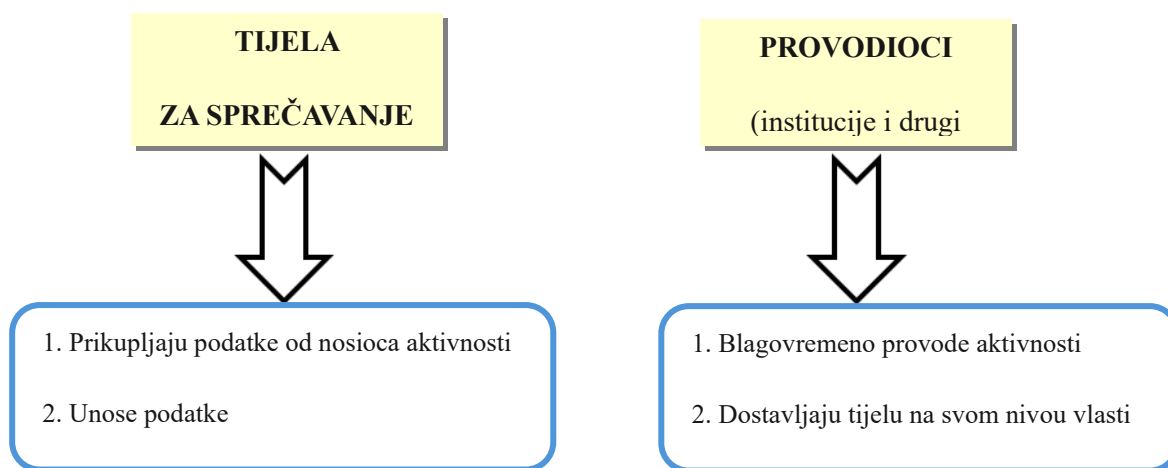 TIJELA
ZA SPREČAVANJE
1. Prikupljaju podatke od nosioca aktivnosti
2. Unose podatke
PROVODIOCI
(institucije i drugi
1. Blagovremeno provode aktivnosti
2. Dostavljaju tijelu na svom nivou vlasti